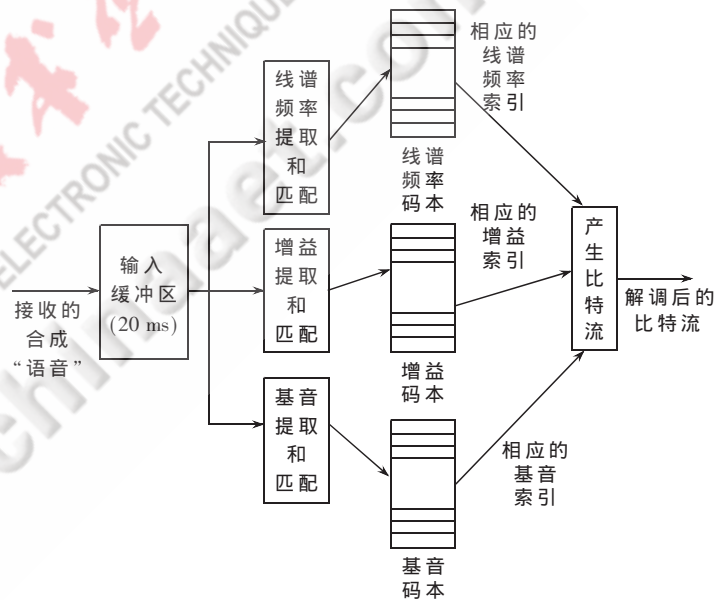 接收的
合成
“语音”
输入
缓冲区
(20 ms)
线谱
频率
提取
和
匹配
增益
提取
和
匹配
基音
提取
和
匹配
线谱
频率
码本
增益
码本
基音
码本
相应的
线谱
频率
索引
相应的
增益
索引
相应的
基音
索引
产
生
比
特
流
解调后的
比特流
ELECTRONIC TECHNIQUE
chinaaet.com